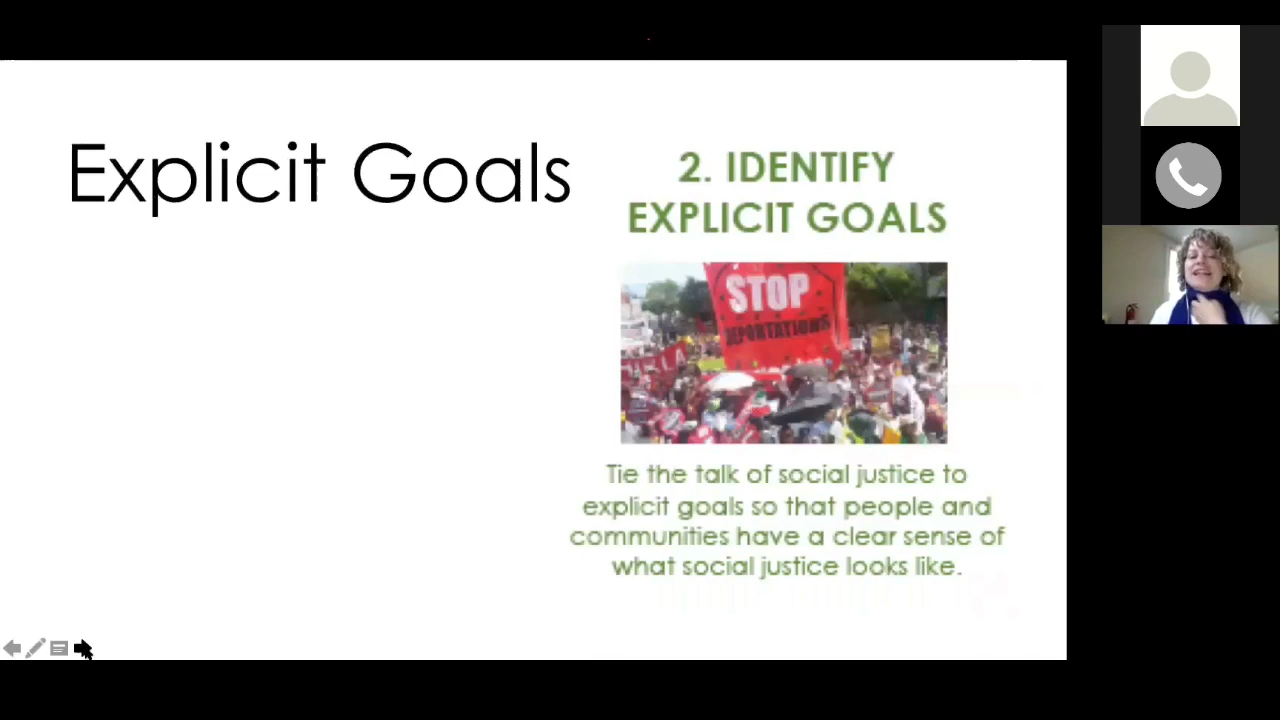 Explicit Goals
2. IDENTIFY
EXPLICIT GOALS
STOP
DEPORTATIONS
Tie the talk of social justice to
explicit goals so that people and
communities have a clear sense of
what social justice looks like.